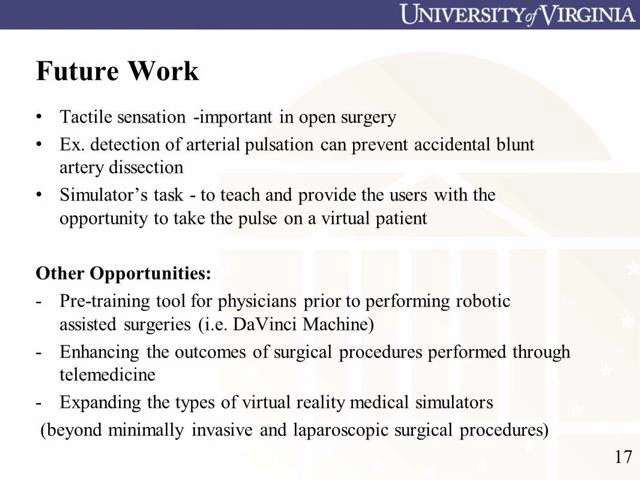 UNIVERSITY of VIRGINIA
Future Work
• Tactile sensation -important in open surgery
• Ex. detection of arterial pulsation can prevent accidental blunt
artery dissection
• Simulator's task - to teach and provide the users with the
opportunity to take the pulse on a virtual patient
Other Opportunities:
- Pre-training tool for physicians prior to performing robotic
assisted surgeries (i.e. DaVinci Machine)
- Enhancing the outcomes of surgical procedures performed through
telemedicine
- Expanding the types of virtual reality medical simulators
(beyond minimally invasive and laparoscopic surgical procedures)
17